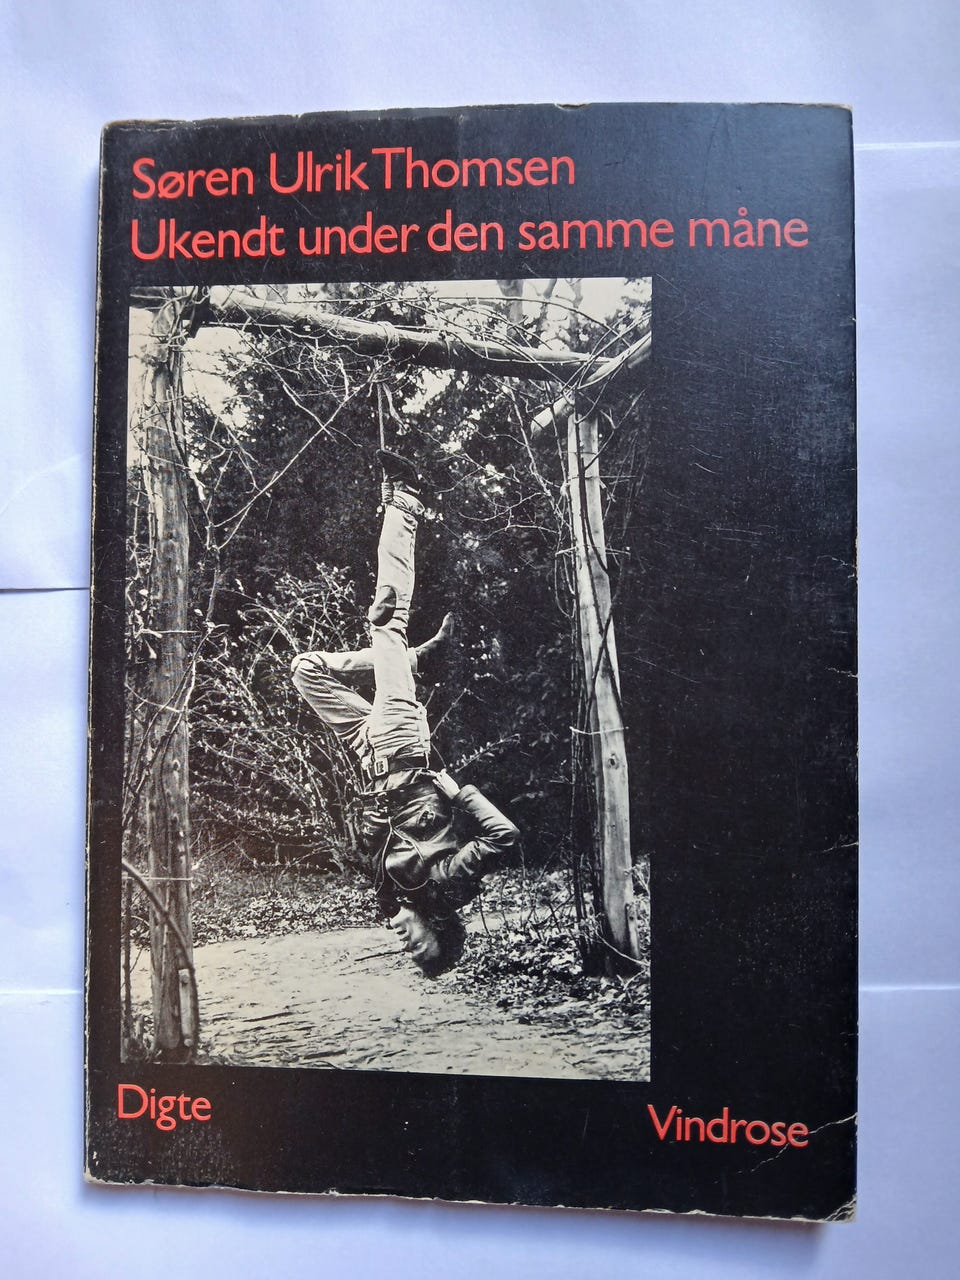 Søren Ulrik Thomsen
Ukendt under den samme måne
Digte
Vindrose